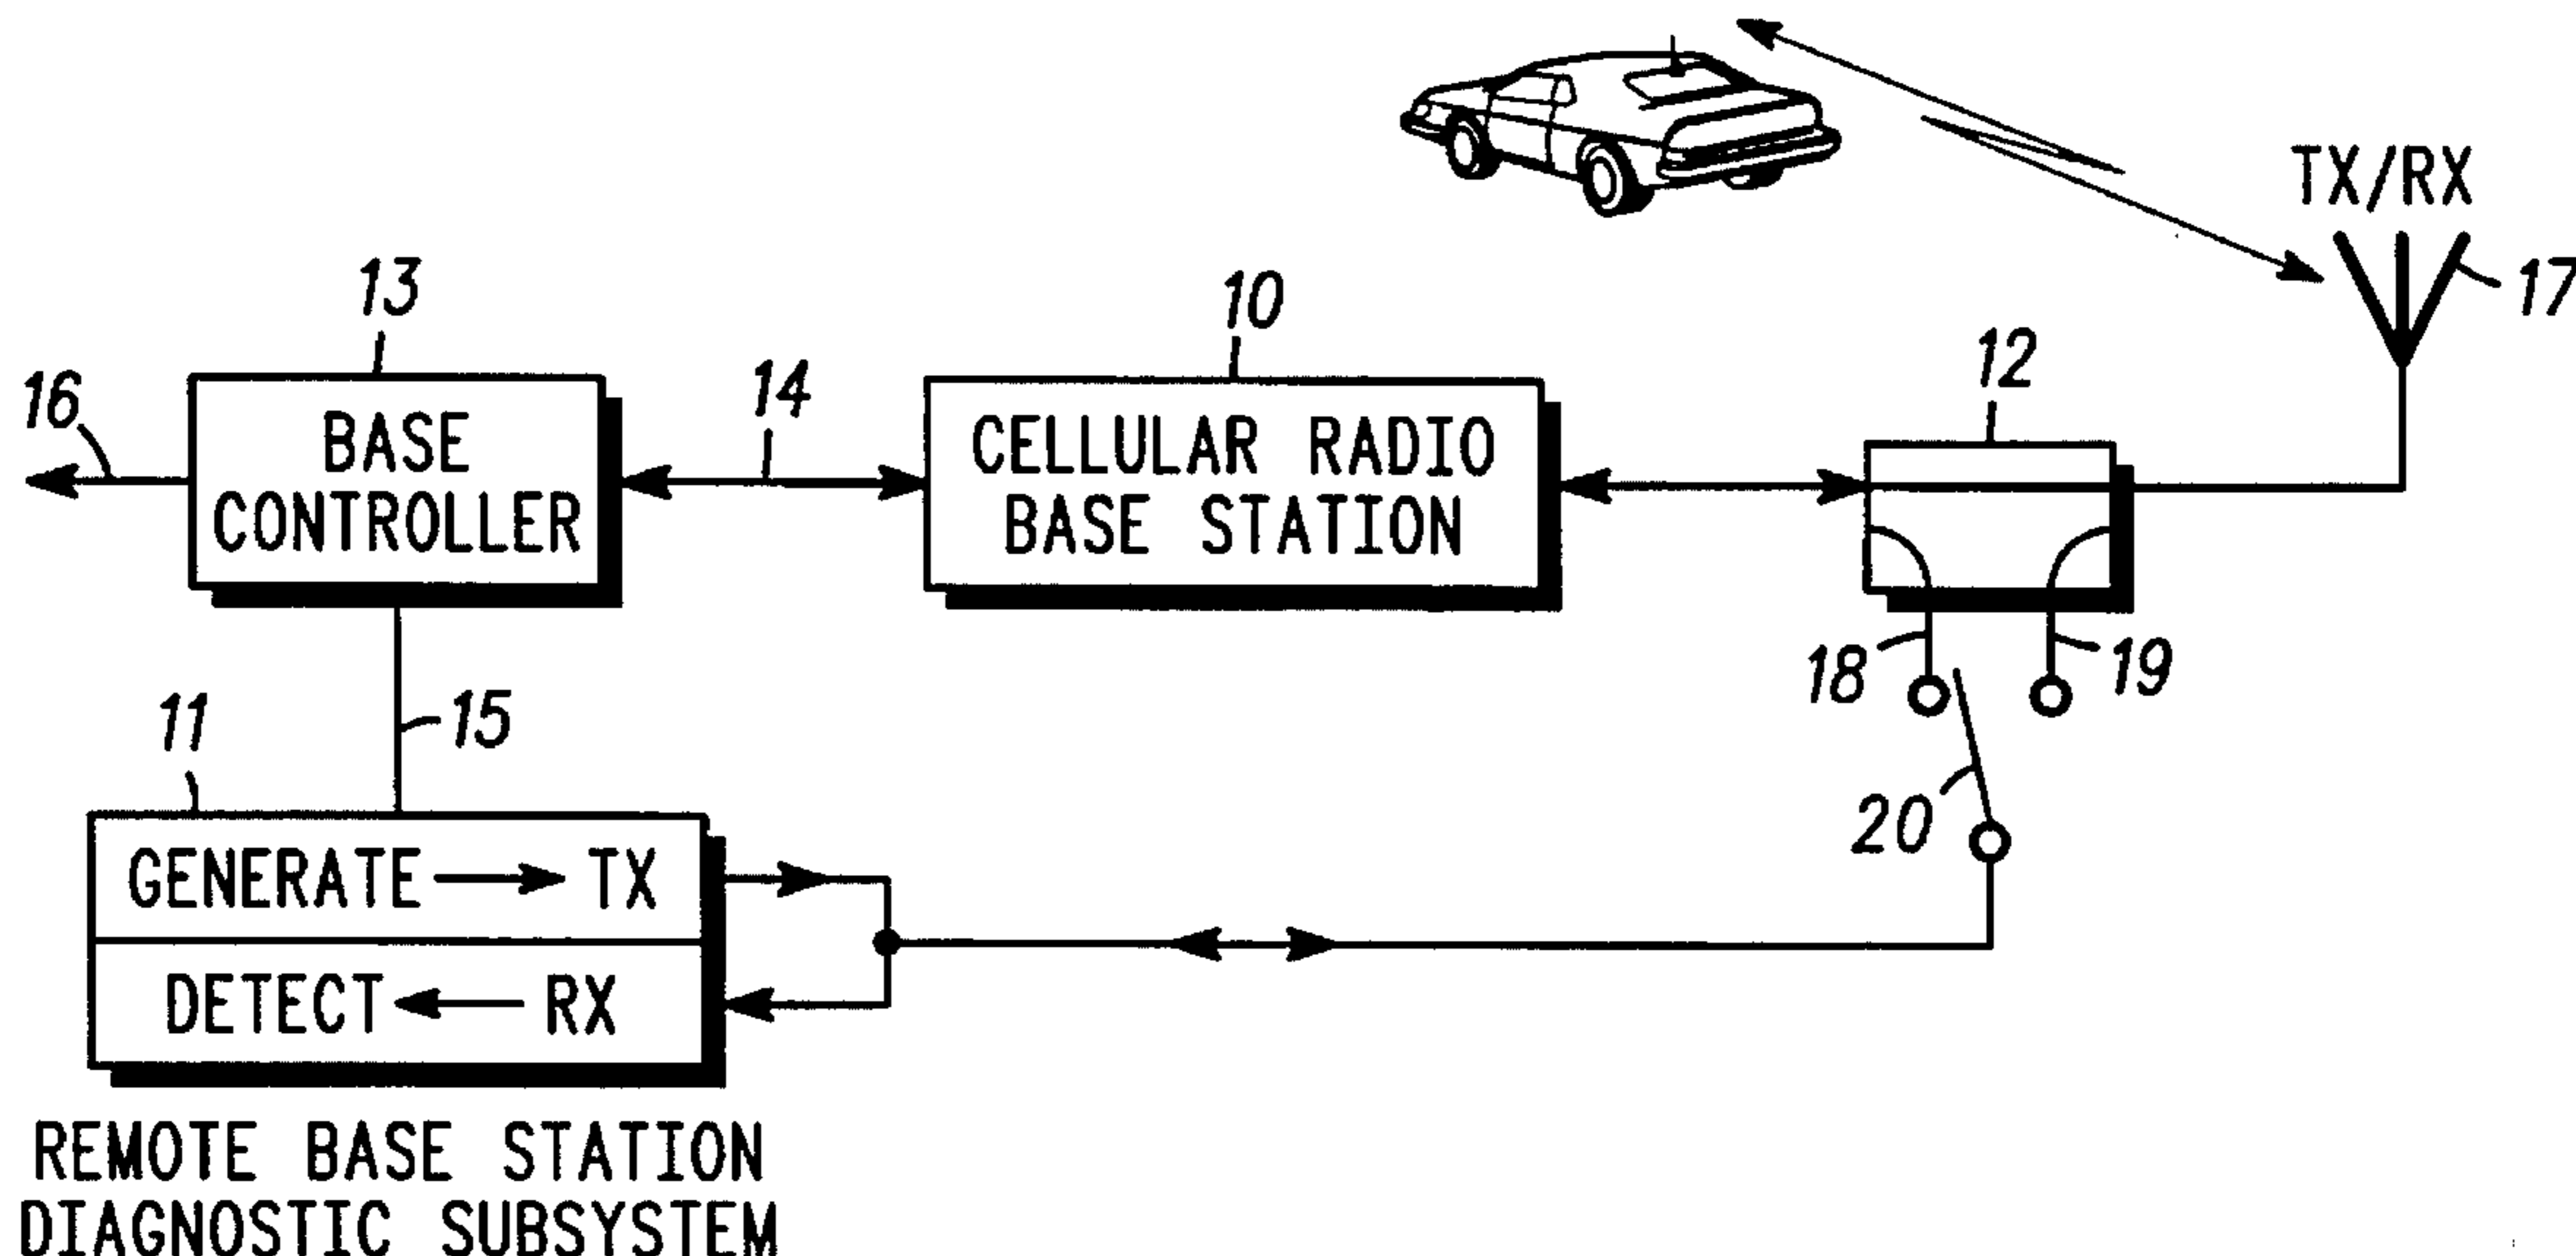 TX/RX
17
13
10
12
16
14
BASE
CONTROLLER
CELLULAR RADIO
BASE STATION
18
19
11
15
20
GENERATE → TX
DETECT ← RX
REMOTE BASE STATION
DIAGNOSTIC SUBSYSTEM